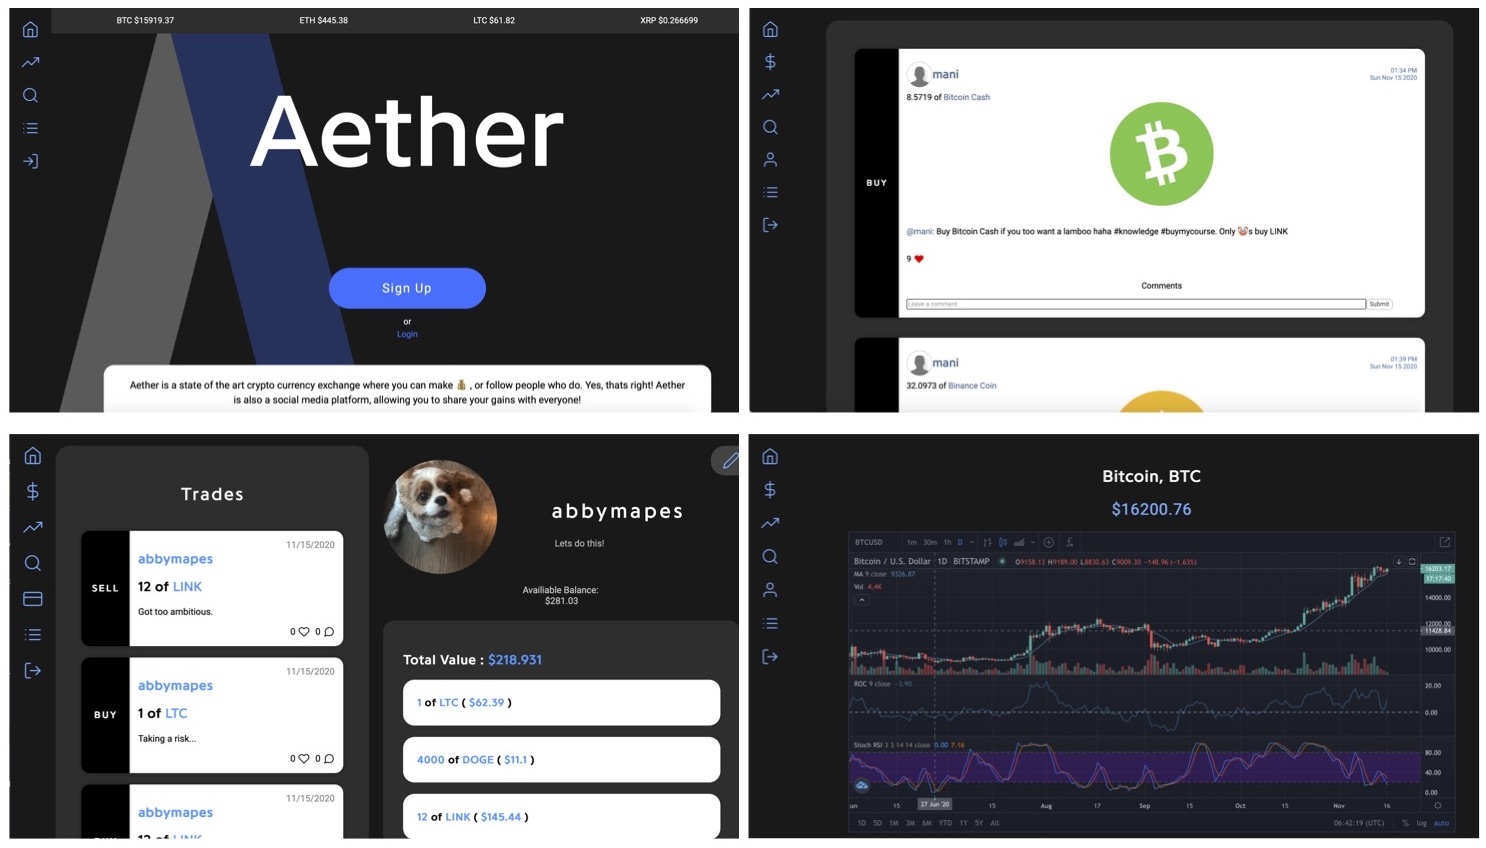 BTC $15919.37 ETH $445.38 LTC $61.82 XRP $0.266699
Aether
Sign Up
or
Login
Aether is a state of the art crypto currency exchange where you can make 💰 , or follow people who do. Yes, thats right! Aether
is also a social media platform, allowing you to share your gains with everyone!
BUY
mani
01:34 PM
Sun Nov 15 2020
8.5719 of Bitcoin Cash
@mani: Buy Bitcoin Cash if you too want a lamboo haha #knowledge #buymycourse. Only 🤡s buy LINK
9 ❤
Comments
Leave a comment Submit
mani
01:39 PM
Sun Nov 15 2020
32.0973 of Binance Coin
Trades
SELL
11/15/2020
abbymapes
12 of LINK
Got too ambitious.
0 0
BUY
11/15/2020
abbymapes
1 of LTC
Taking a risk...
0 0
11/15/2020
abbymapes
12 of LINK
BUY
abbymapes
Lets do this!
Availiable Balance:
$281.03
Total Value : $218.931
1 of LTC ( $62.39 )
4000 of DOGE ( $11.1 )
12 of LINK ( $145.44 )
Bitcoin, BTC
$16200.76
BTCUSD 1m 30m 1h D
Bitcoin / U.S. Dollar 1D BITSTAMP O9158.13 H9189.00 L8830.63 C9009.30 -148.96 (-1.63%)
MA 9 close 9326.87
Vol 4.4K
16203.17
17:17:40
14000.00
12000.00
11428.84
10000.00
ROC 9 close -3.90
20.00
0.00
Stoch RSI 3 3 14 14 close 0.00 7.16
80.00
40.00
0.00
un 15 27 Jun '20 15 Aug 17 Sep 15 Oct 15 Nov 16
1D 5D 1M 3M 6M YTD 1Y 5Y All 06:42:19 (UTC) % log auto